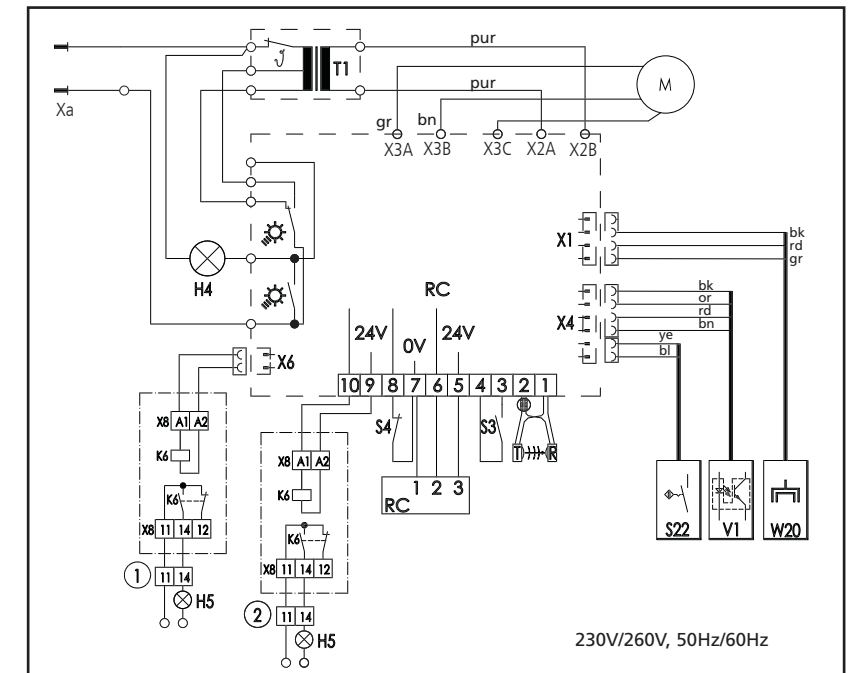 pur
ϑ
T1
M
Xa
pur
gr bn
X3A X3B X3C X2A X2B
X1
bk
rd
gr
H4
RC
bk
or
rd
bn
X4
24V 0V 24V
ye
bl
X6
10 9 8 7 6 5 4 3 2 1
X8 A1 A2
S4
S3
K6
X8 A1 A2
T R
K6
1 2 3
RC
K6
X8 11 14 12
K6
S22 V1 W20
X8 11 14 12
1 11 14
H5
2 11 14
H5
230V/260V, 50Hz/60Hz